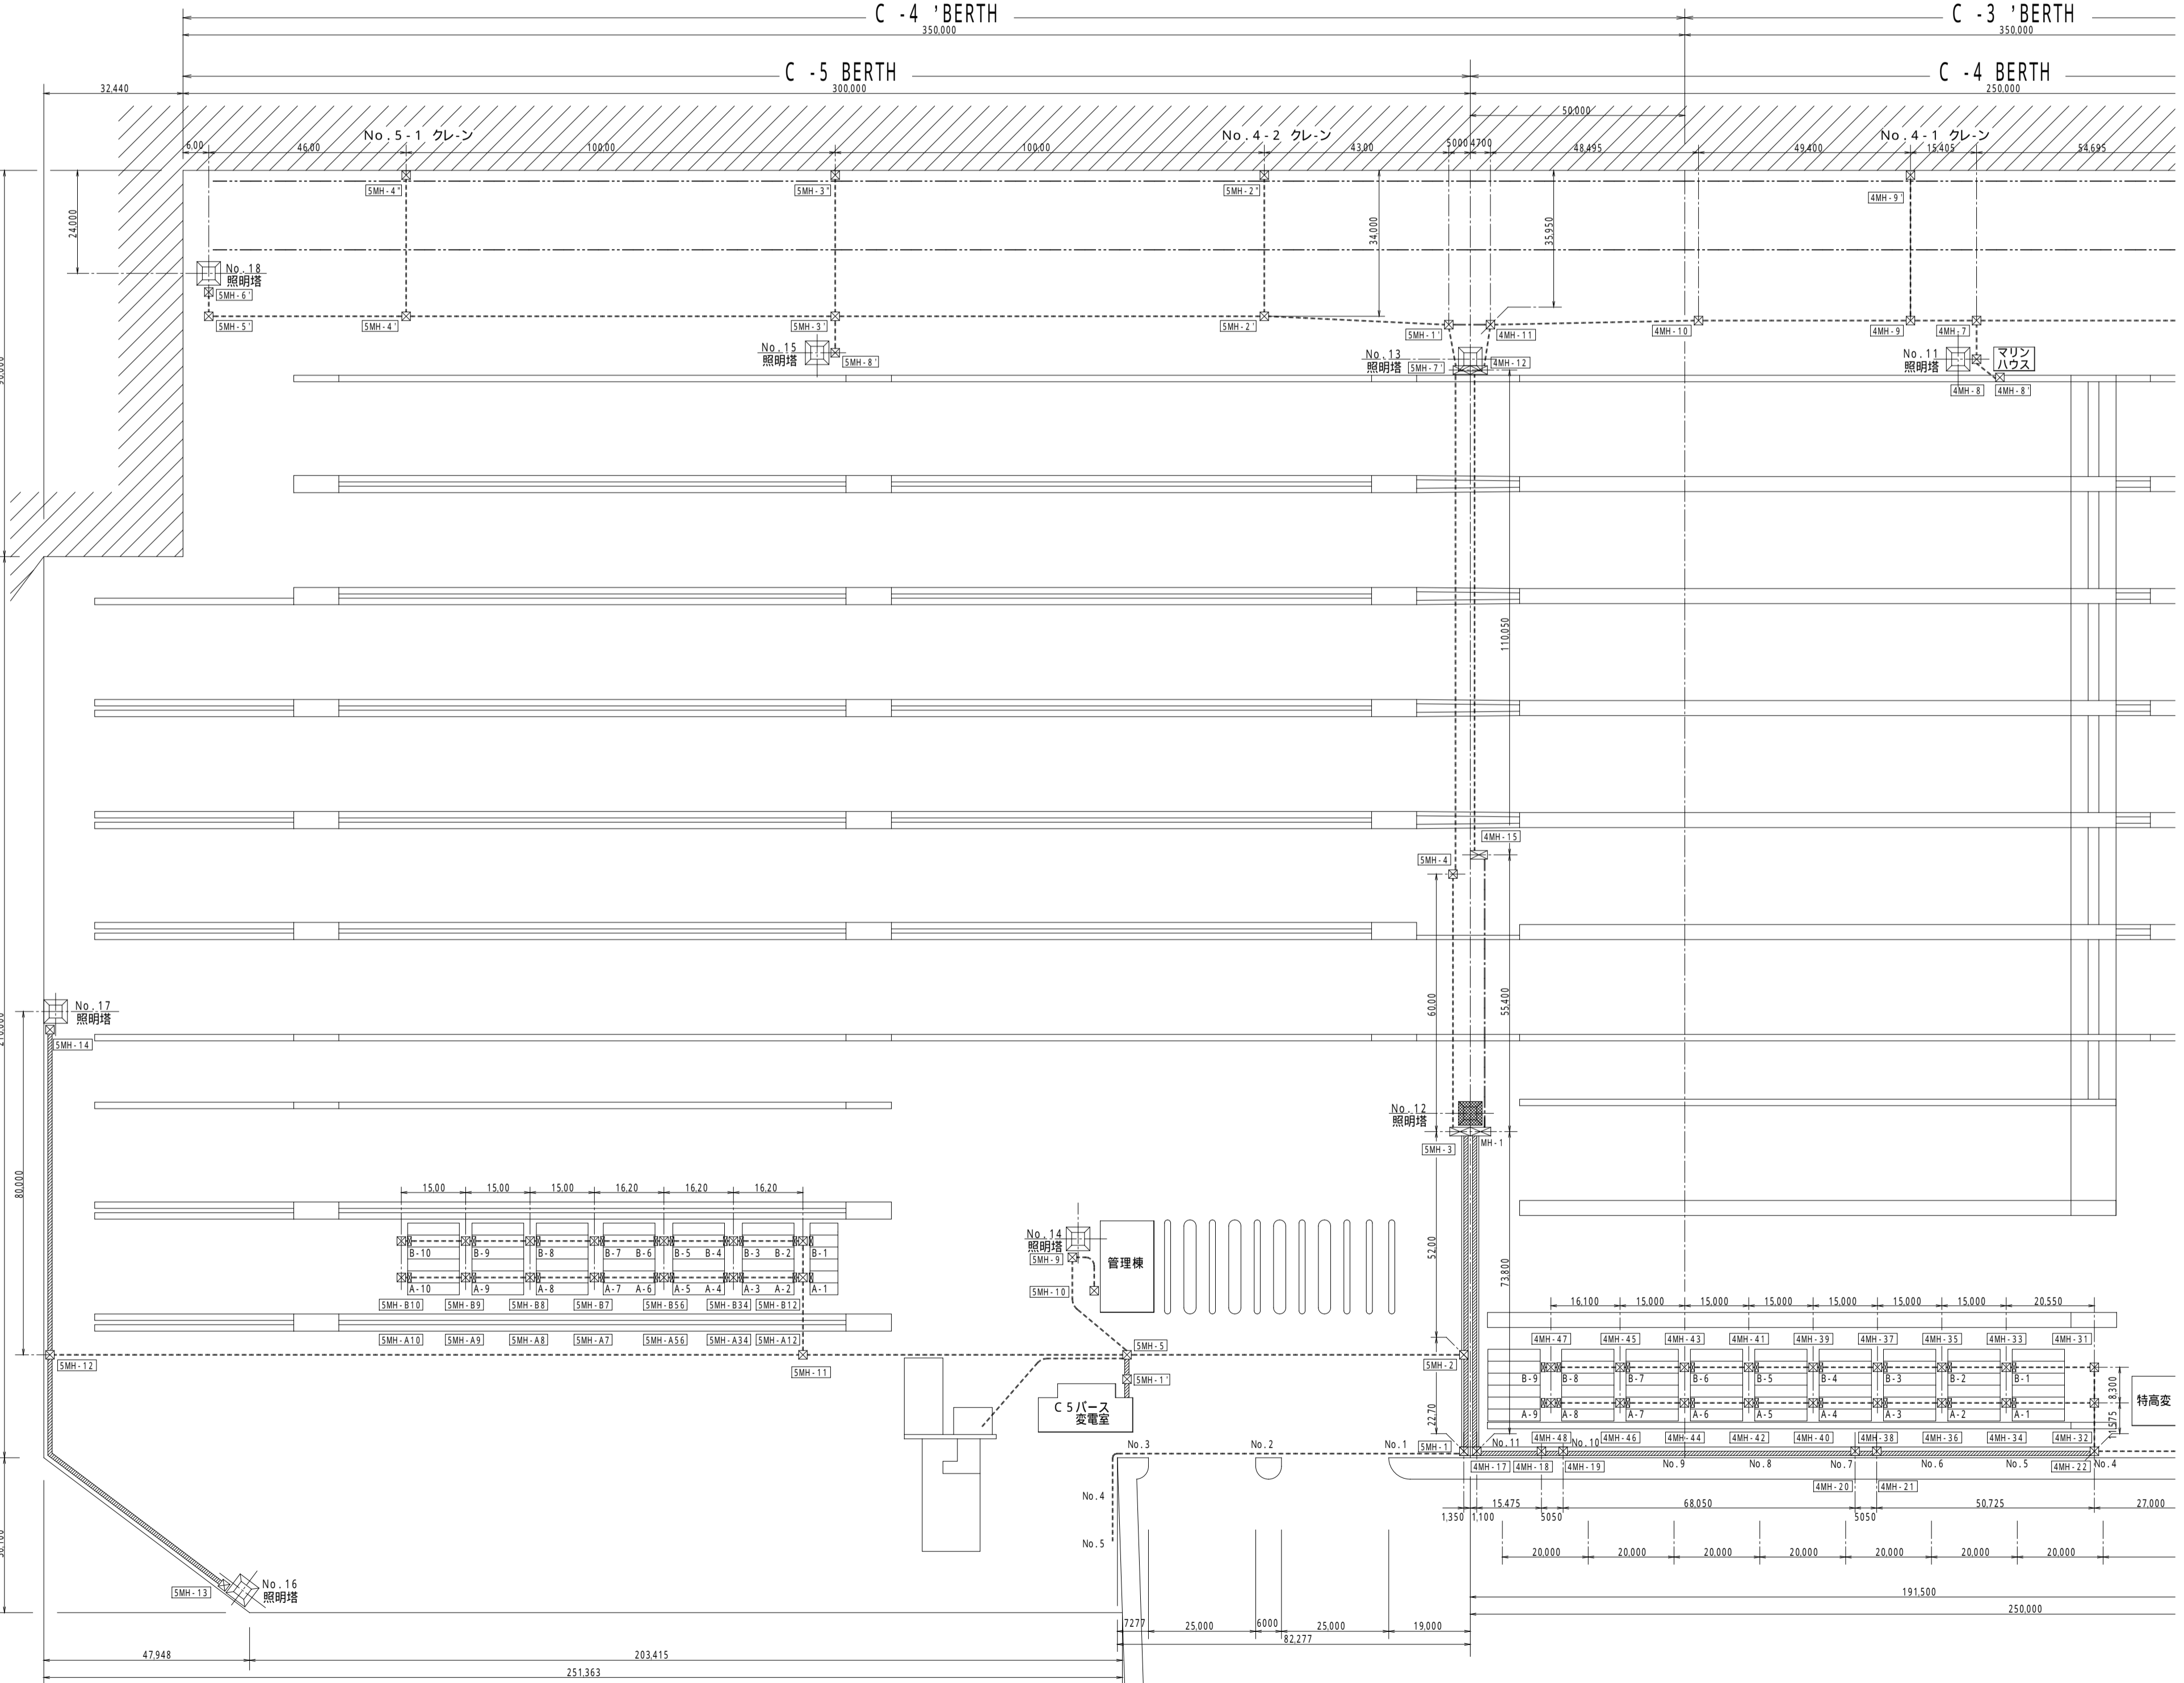 C -4 'BERTH
C -3 'BERTH
350,000
350,000
C -5 BERTH
C -4 BERTH
32,440
300,000
250,000
50,000
No.5-1 クレ-ン
No.4-2 クレ-ン
No.4-1 クレ-ン
6,00
46,00
100,00
100,00
43,00
5000
4700
48,495
49,400
15,405
54,695
5MH-4"
5MH-3"
5MH-2"
4MH-9'
24,000
34,000
35,950
No.18
照明塔
5MH-6'
5MH-5'
5MH-4'
5MH-3'
5MH-2'
5MH-1'
4MH-11
4MH-10
4MH-9
4MH-7
No.15
照明塔
5MH-8'
No.13
照明塔
5MH-7'
4MH-12
No.11
照明塔
マリン
ハウス
4MH-8
4MH-8'
110,050
4MH-15
5MH-4
60,00
55,400
No.17
照明塔
5MH-14
No.12
照明塔
5MH-3
MH-1
80,000
15,00
15,00
15,00
16,20
16,20
16,20
B-10
B-9
B-8
B-7
B-6
B-5
B-4
B-3
B-2
B-1
A-10
A-9
A-8
A-7
A-6
A-5
A-4
A-3
A-2
A-1
5MH-B10
5MH-B9
5MH-B8
5MH-B7
5MH-B56
5MH-B34
5MH-B12
5MH-A10
5MH-A9
5MH-A8
5MH-A7
5MH-A56
5MH-A34
5MH-A12
No.14
照明塔
5MH-9
5MH-10
管理棟
52,00
73,800
16,100
15,000
15,000
15,000
15,000
15,000
15,000
20,550
4MH-47
4MH-45
4MH-43
4MH-41
4MH-39
4MH-37
4MH-35
4MH-33
4MH-31
5MH-12
5MH-11
5MH-5
5MH-1'
5MH-2
B-9
B-8
B-7
B-6
B-5
B-4
B-3
B-2
B-1
8,300
特高変
C5バース
変電室
22,70
A-9
A-8
A-7
A-6
A-5
A-4
A-3
A-2
A-1
11,575
4MH-48
4MH-46
4MH-44
4MH-42
4MH-40
4MH-38
4MH-36
4MH-34
4MH-32
No.3
No.2
No.1
5MH-1
No.11
No.10
4MH-17
4MH-18
4MH-19
No.9
No.8
No.7
No.6
No.5
4MH-22
No.4
4MH-20
4MH-21
No.4
15,475
68,050
50,725
27,000
1,350
1,100
5050
5050
No.5
20,000
20,000
20,000
20,000
20,000
20,000
20,000
5MH-13
No.16
照明塔
191,500
7277
25,000
6000
25,000
19,000
250,000
82,277
47,948
203,415
251,363